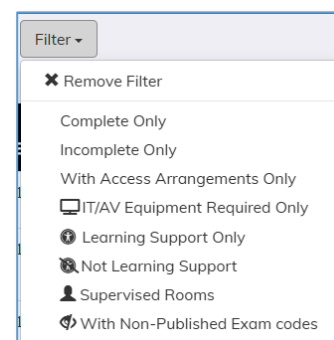 Filter
Remove Filter
Complete Only
Incomplete Only
With Access Arrangements Only
IT/AV Equipment Required Only
Learning Support Only
Not Learning Support
Supervised Rooms
With Non-Published Exam codes